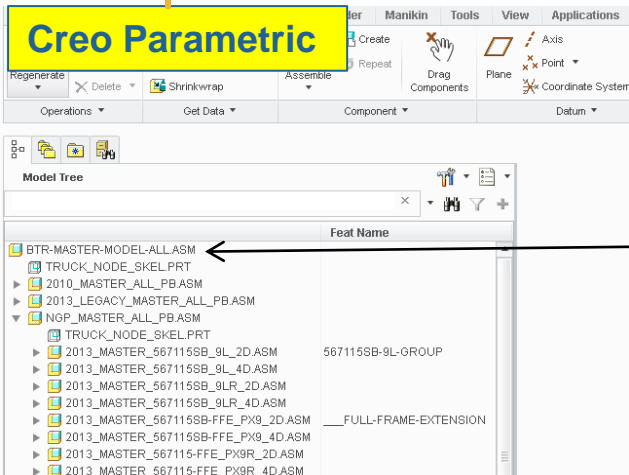 Creo Parametric
Manikin Tools View Applications
Create
Repeat
Axis
Point
Coordinate System
Regenerate
Delete
Shrinkwrap
Assemble
Drag Components
Plane
Operations Get Data Component Datum
Model Tree
Feat Name
BTR-MASTER-MODEL-ALL.ASM
TRUCK_NODE_SKEL.PRT
2010_MASTER_ALL_PB.ASM
2013_LEGACY_MASTER_ALL_PB.ASM
NGP_MASTER_ALL_PB.ASM
TRUCK_NODE_SKEL.PRT
2013_MASTER_567115SB_9L_2D.ASM 567115SB-9L-GROUP
2013_MASTER_567115SB_9L_4D.ASM
2013_MASTER_567115SB_9LR_2D.ASM
2013_MASTER_567115SB_9LR_4D.ASM
2013_MASTER_567115SB-FFE_PX9_2D.ASM ___FULL-FRAME-EXTENSION
2013_MASTER_567115SB-FFE_PX9_4D.ASM
2013_MASTER_567115-FFE_PX9R_2D.ASM
2013_MASTER_567115-FFE_PX9R_4D.ASM